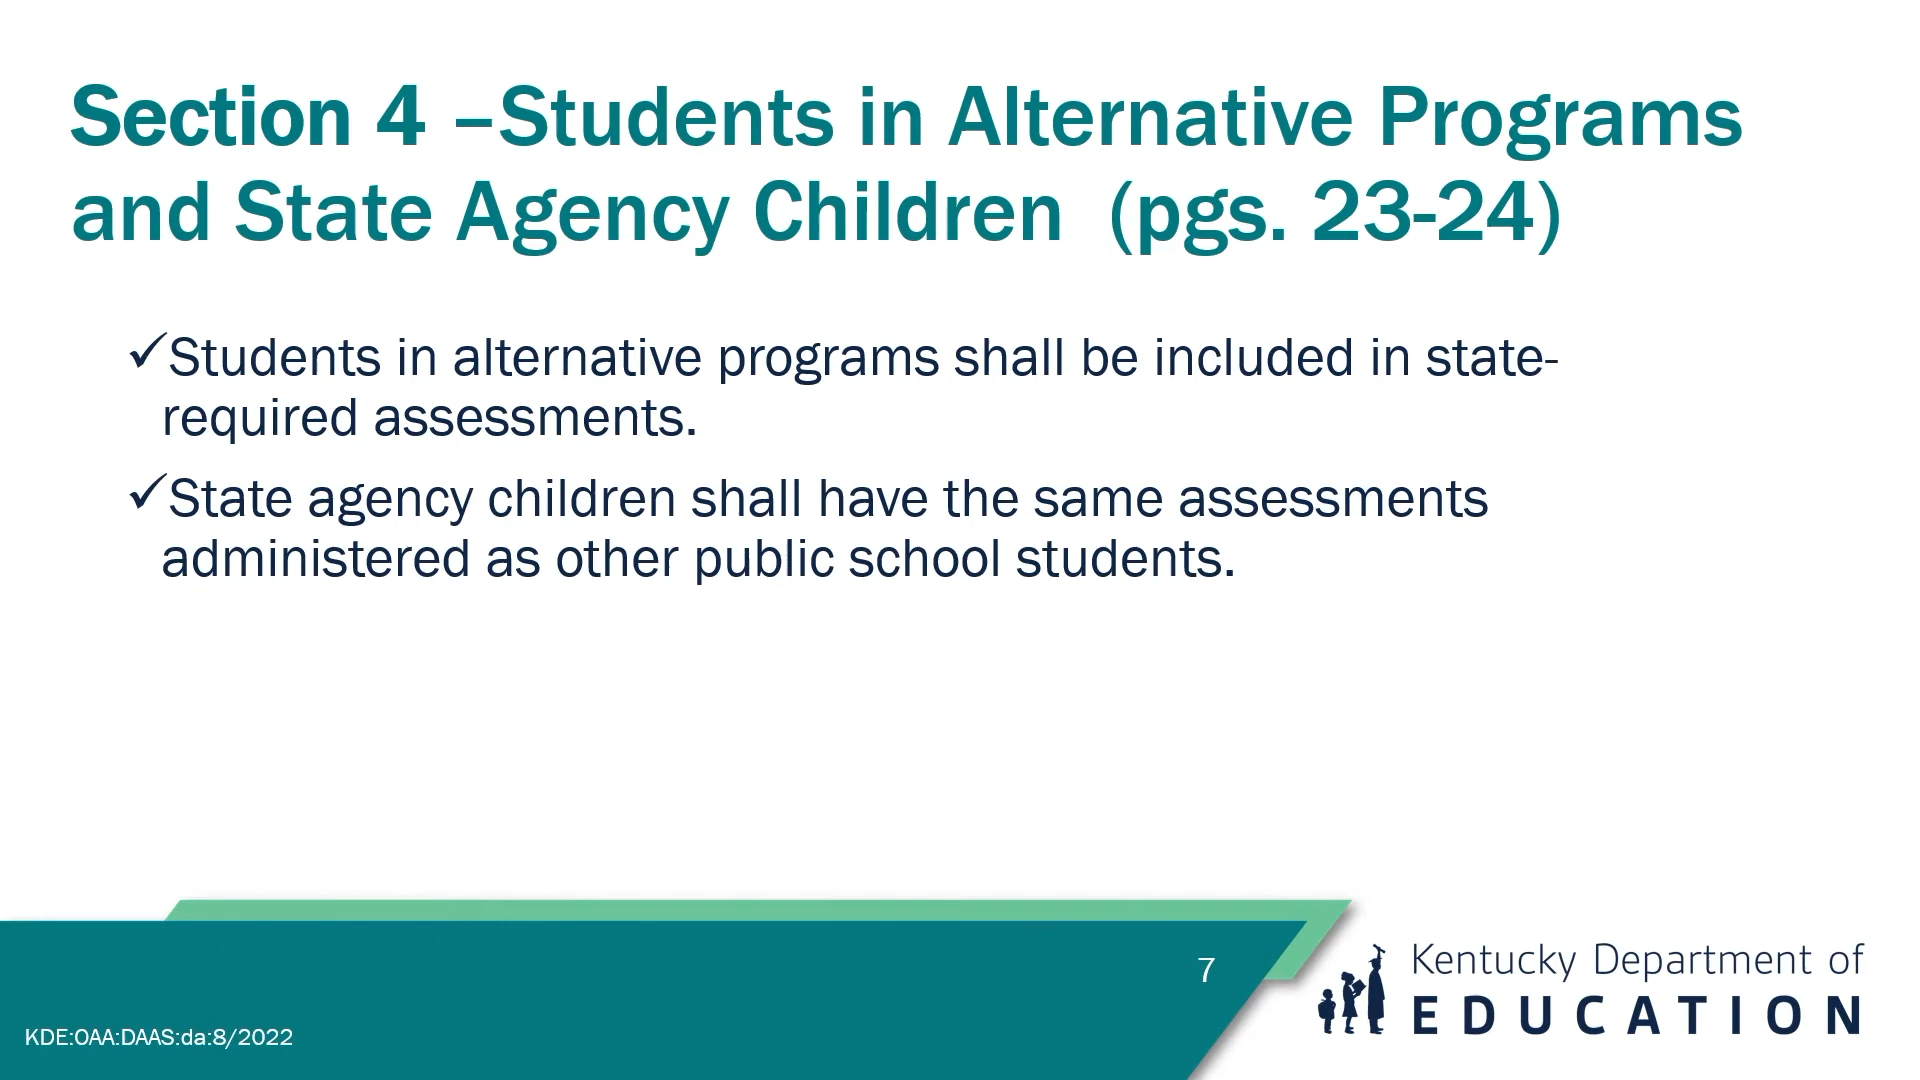 Section 4 –Students in Alternative Programs
and State Agency Children  (pgs. 23-24)
✓Students in alternative programs shall be included in state-
required assessments.
✓State agency children shall have the same assessments
administered as other public school students.
7
KDE:OAA:DAAS:da:8/2022
Kentucky Department of
EDUCATION